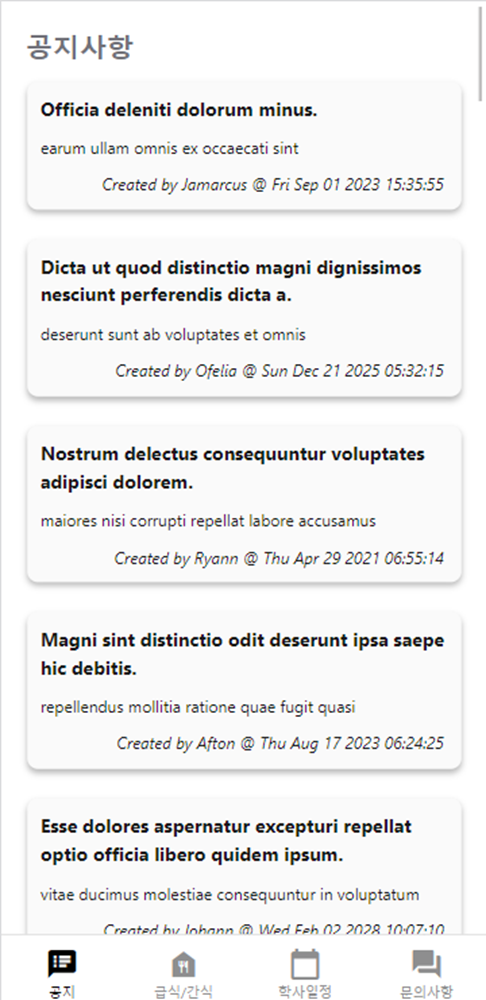 공지사항
Officia deleniti dolorum minus.
earum ullam omnis ex occaecati sint
Created by Jamarcus @ Fri Sep 01 2023 15:35:55
Dicta ut quod distinctio magni dignissimos
nesciunt perferendis dicta a.
deserunt sunt ab voluptates et omnis
Created by Ofelia @ Sun Dec 21 2025 05:32:15
Nostrum delectus consequuntur voluptates
adipisci dolorem.
maiores nisi corrupti repellat labore accusamus
Created by Ryann @ Thu Apr 29 2021 06:55:14
Magni sint distinctio odit deserunt ipsa saepe
hic debitis.
repellendus mollitia ratione quae fugit quasi
Created by Afton @ Thu Aug 17 2023 06:24:25
Esse dolores aspernatur excepturi repellat
optio officia libero quidem ipsum.
vitae ducimus molestiae consequuntur in voluptatum
Created by Johann @ Wed Feb 02 2028 10:07:10
공지 급식/간식 학사일정 문의사항